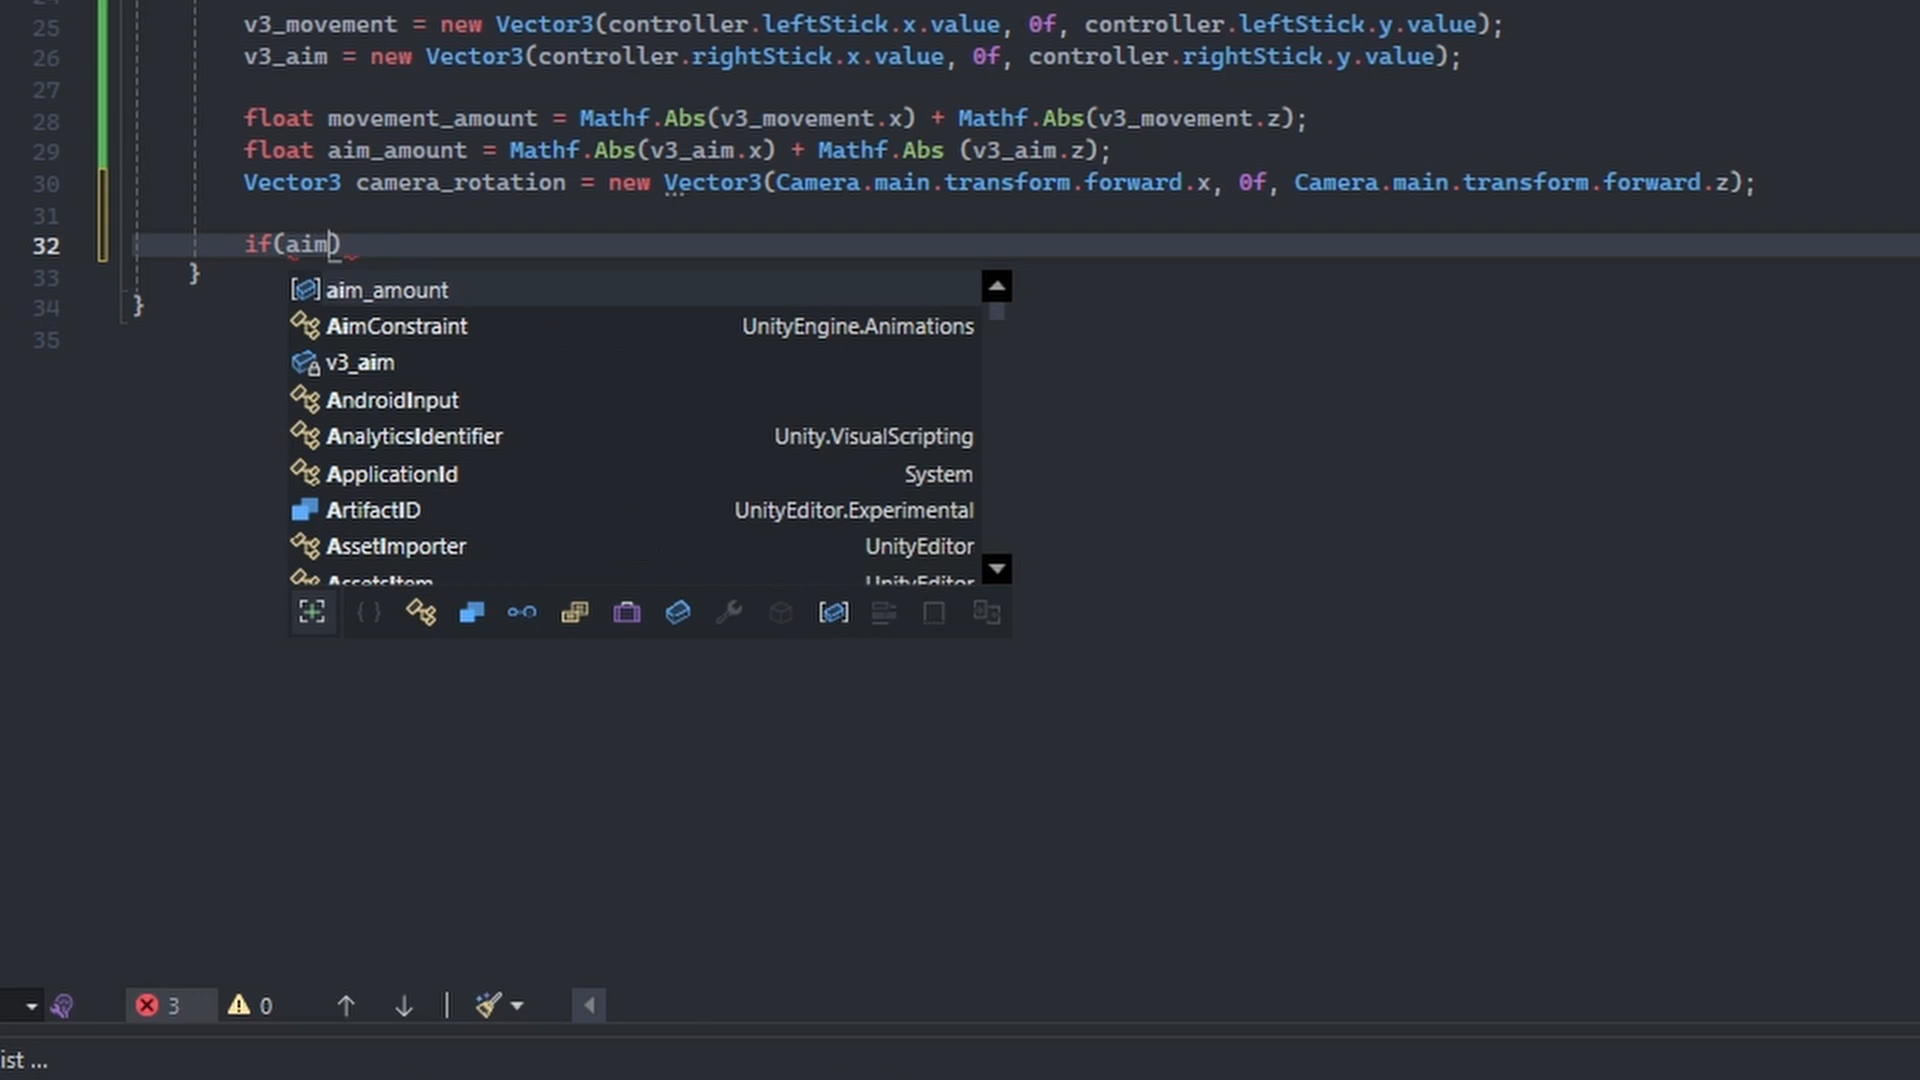 25 v3_movement = new Vector3(controller.leftStick.x.value, 0f, controller.leftStick.y.value);
26 v3_aim = new Vector3(controller.rightStick.x.value, 0f, controller.rightStick.y.value);
27
28 float movement_amount = Mathf.Abs(v3_movement.x) + Mathf.Abs(v3_movement.z);
29 float aim_amount = Mathf.Abs(v3_aim.x) + Mathf.Abs (v3_aim.z);
30 Vector3 camera_rotation = new Vector3(Camera.main.transform.forward.x, 0f, Camera.main.transform.forward.z);
31
32 if(aim)
33 }
34 }
35
aim_amount
AimConstraint UnityEngine.Animations
v3_aim
AndroidInput
AnalyticsIdentifier Unity.VisualScripting
ApplicationId System
ArtifactID UnityEditor.Experimental
AssetImporter UnityEditor
AssetsItem UnityEditor
3 0
ist ...